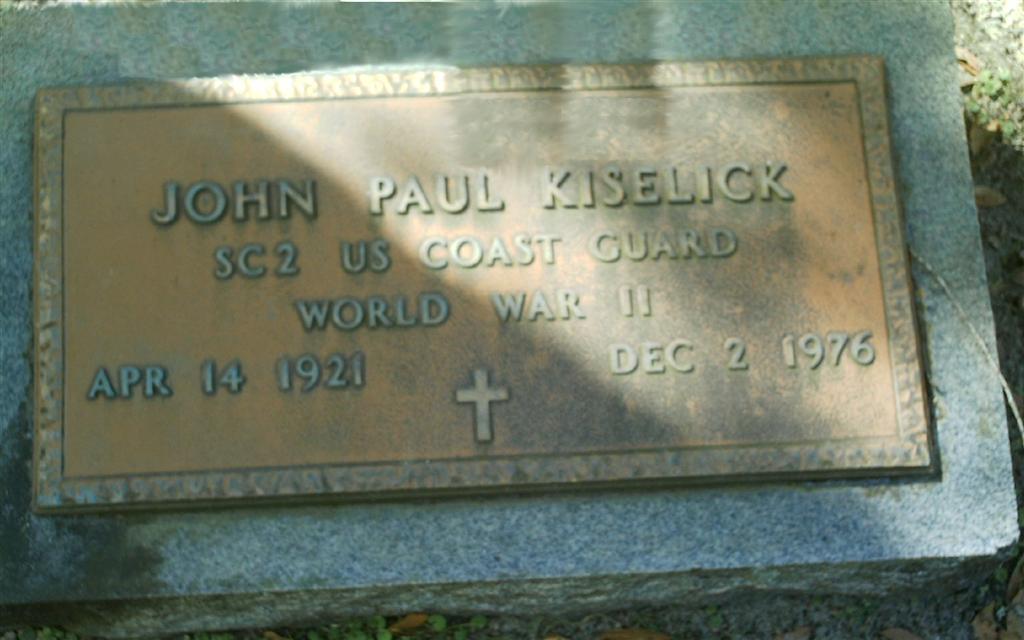 JOHN PAUL KISELICK
SC2 US COAST GUARD
WORLD WAR II
APR 14 1921 DEC 2 1976